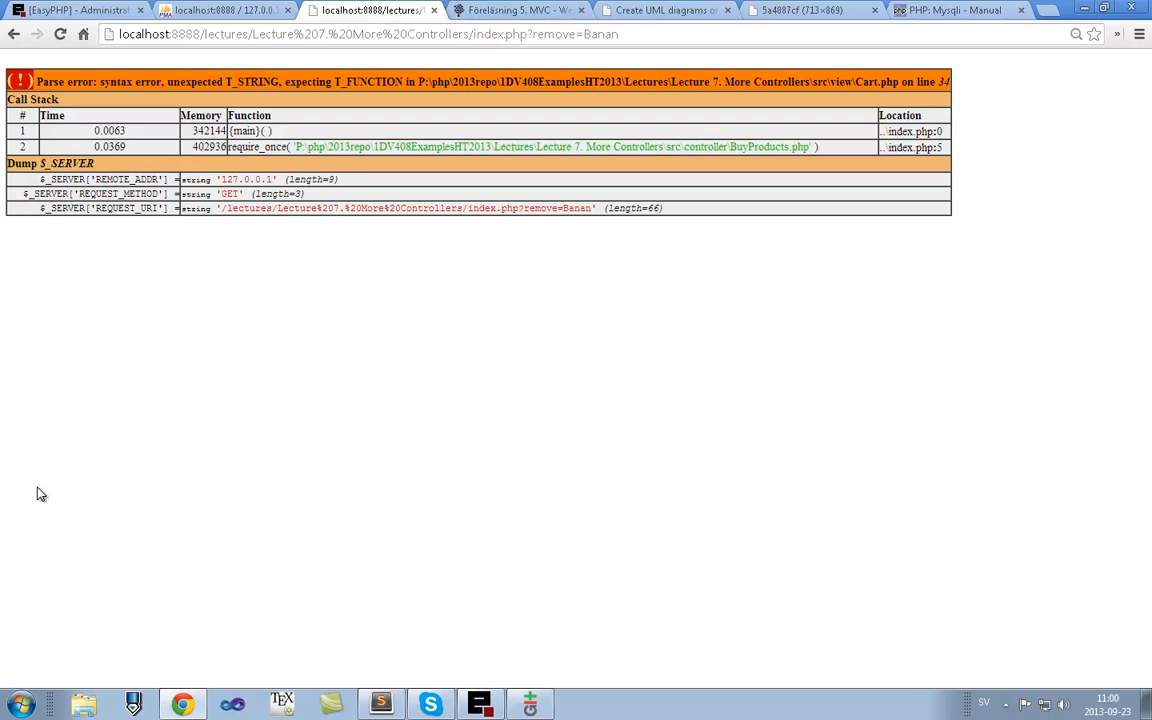 [EasyPHP] - Administrat
localhost:8888 / 127.0.0.
localhost:8888/lectures/
Föreläsning 5. MVC - We
Create UML diagrams o
5a4887cf (713×869)
PHP: Mysqli - Manual
localhost:8888/lectures/Lecture%207.%20More%20Controllers/index.php?remove=Banan
( ! ) Parse error: syntax error, unexpected T_STRING, expecting T_FUNCTION in P:\php\2013repo\1DV408ExamplesHT2013\Lectures\Lecture 7. More Controllers\src\view\Cart.php on line 34
Call Stack
# Time Memory Function Location
1 0.0063 342144 {main}( ) ..\index.php:0
2 0.0369 402936 require_once( 'P:\php\2013repo\1DV408ExamplesHT2013\Lectures\Lecture 7. More Controllers\src\controller\BuyProducts.php' ) ..\index.php:5
Dump $_SERVER
$_SERVER['REMOTE_ADDR'] = string '127.0.0.1' (length=9)
$_SERVER['REQUEST_METHOD'] = string 'GET' (length=3)
$_SERVER['REQUEST_URI'] = string '/lectures/Lecture%207.%20More%20Controllers/index.php?remove=Banan' (length=66)
TEX
SV
11:00
2013-09-23